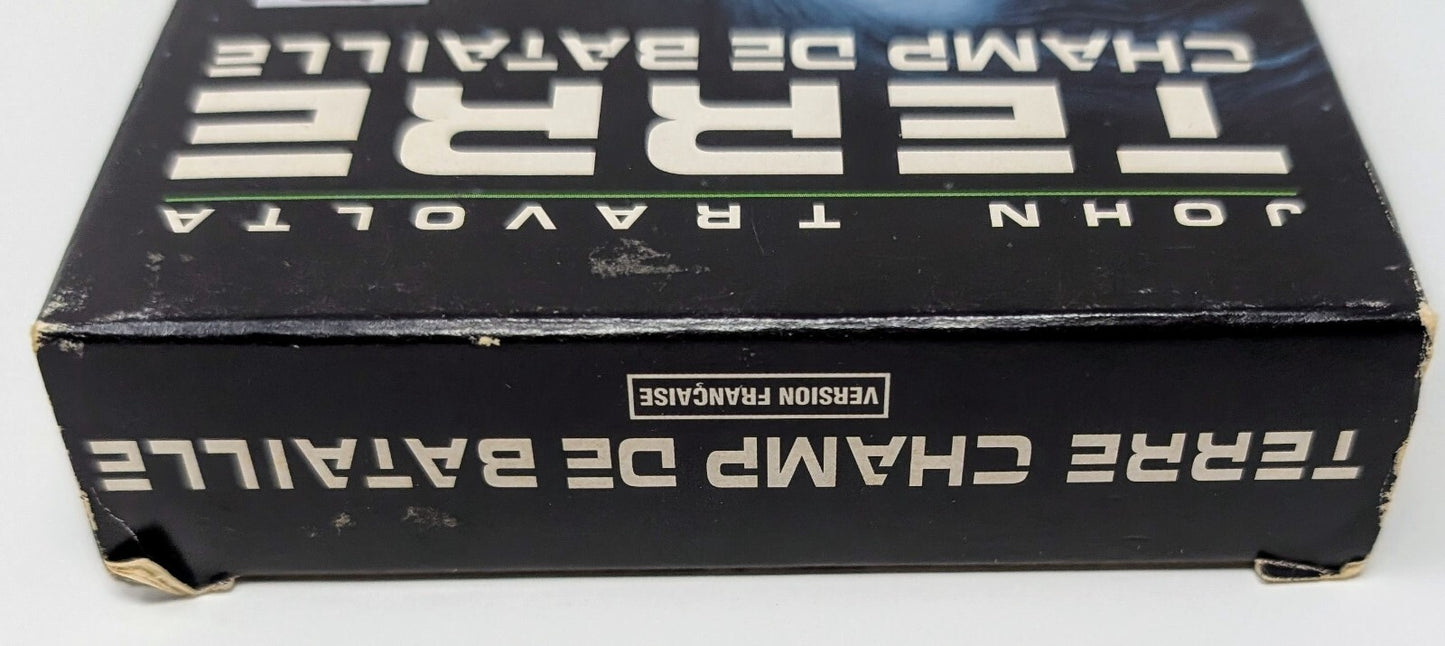 JOHN TRAVOLTA
TERRE
CHAMP DE BATAILLE
TERRE CHAMP DE BATAILLE
VERSION FRANÇAISE